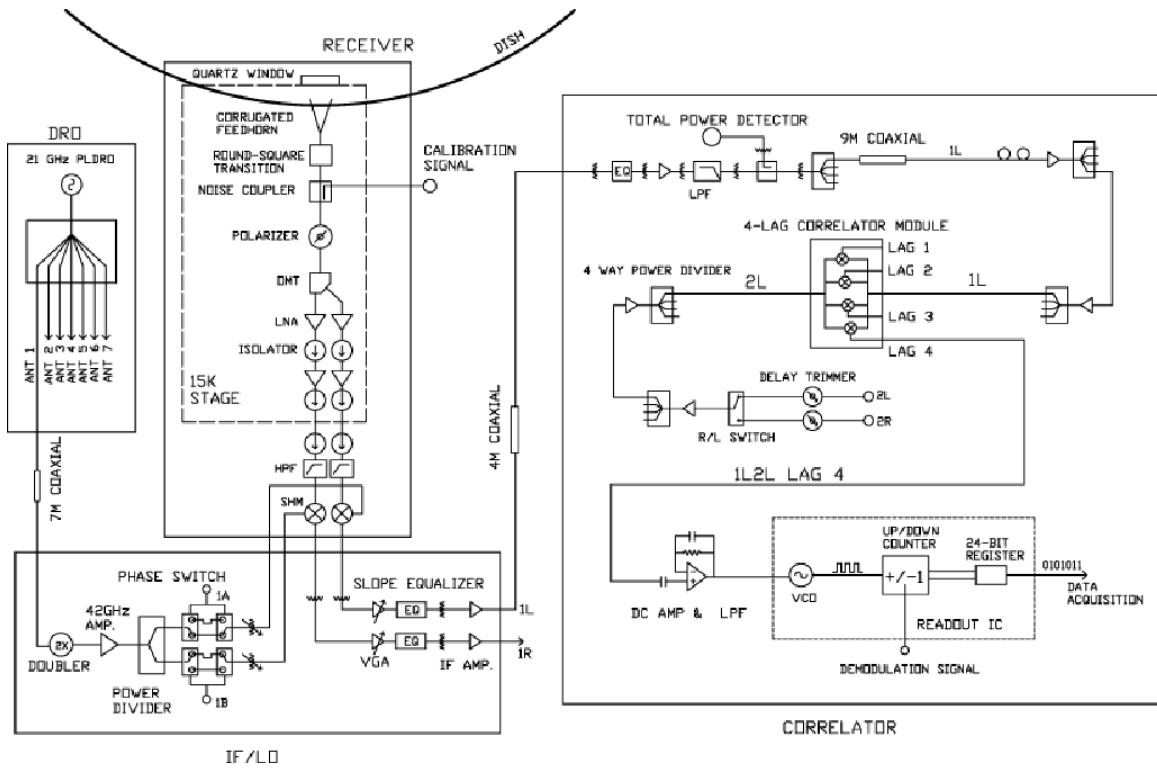 RECEIVER
DISH
QUARTZ WINDOW
CORRUGATED
FEEDHORN
ROUND-SQUARE
TRANSITION
NOISE COUPLER
CALIBRATION
SIGNAL
POLARIZER
OMT
LNA
ISOLATOR
15K
STAGE
HPF
SHM
DRO
21 GHz PLDRO
ANT 1
ANT 2
ANT 3
ANT 4
ANT 5
ANT 6
ANT 7
7M COAXIAL
PHASE SWITCH
1A
42GHz
AMP.
2X
DOUBLER
POWER
DIVIDER
1B
SLOPE EQUALIZER
EQ
1L
EQ
1R
VGA
IF AMP.
IF/LO
4M COAXIAL
TOTAL POWER DETECTOR
9M COAXIAL
1L
EQ
LPF
4-LAG CORRELATOR MODULE
LAG 1
LAG 2
LAG 3
LAG 4
4 WAY POWER DIVIDER
2L
1L
DELAY TRIMMER
2L
2R
R/L SWITCH
1L2L LAG 4
UP/DOWN
COUNTER
24-BIT
REGISTER
+/-1
0101011
DATA
ACQUISITION
VCO
DC AMP & LPF
READOUT IC
DEMODULATION SIGNAL
CORRELATOR